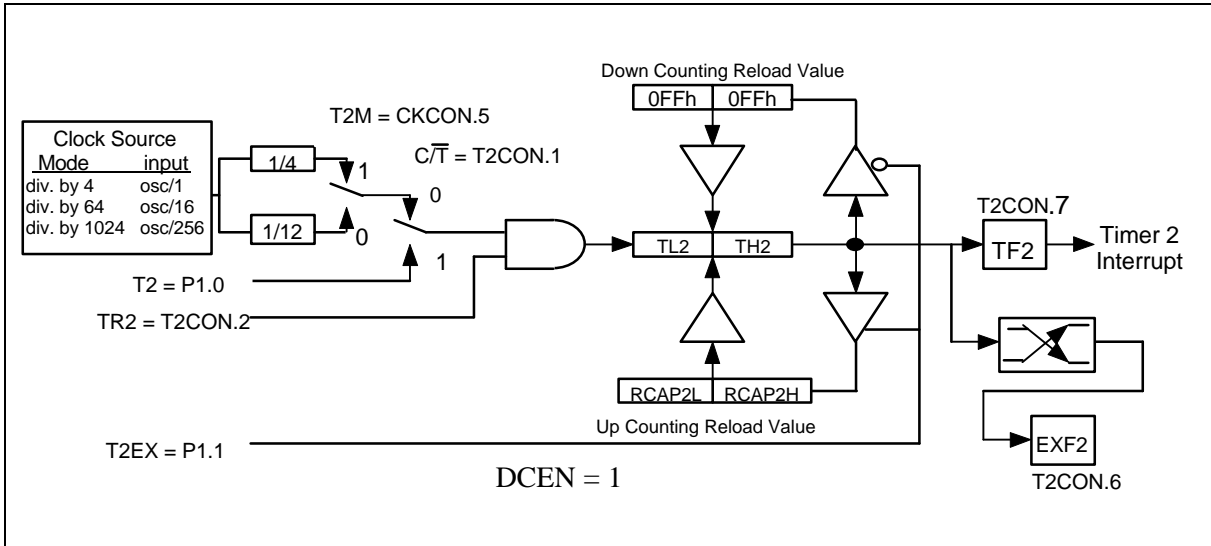 Down Counting Reload Value
0FFh 0FFh
T2M = CKCON.5
Clock Source
Mode input
div. by 4 osc/1
div. by 64 osc/16
div. by 1024 osc/256
1/4
1/12
1
0
C/T̅ = T2CON.1
0
1
T2 = P1.0
TR2 = T2CON.2
TL2 TH2
T2CON.7
TF2
Timer 2
Interrupt
RCAP2L RCAP2H
Up Counting Reload Value
T2EX = P1.1
DCEN = 1
EXF2
T2CON.6